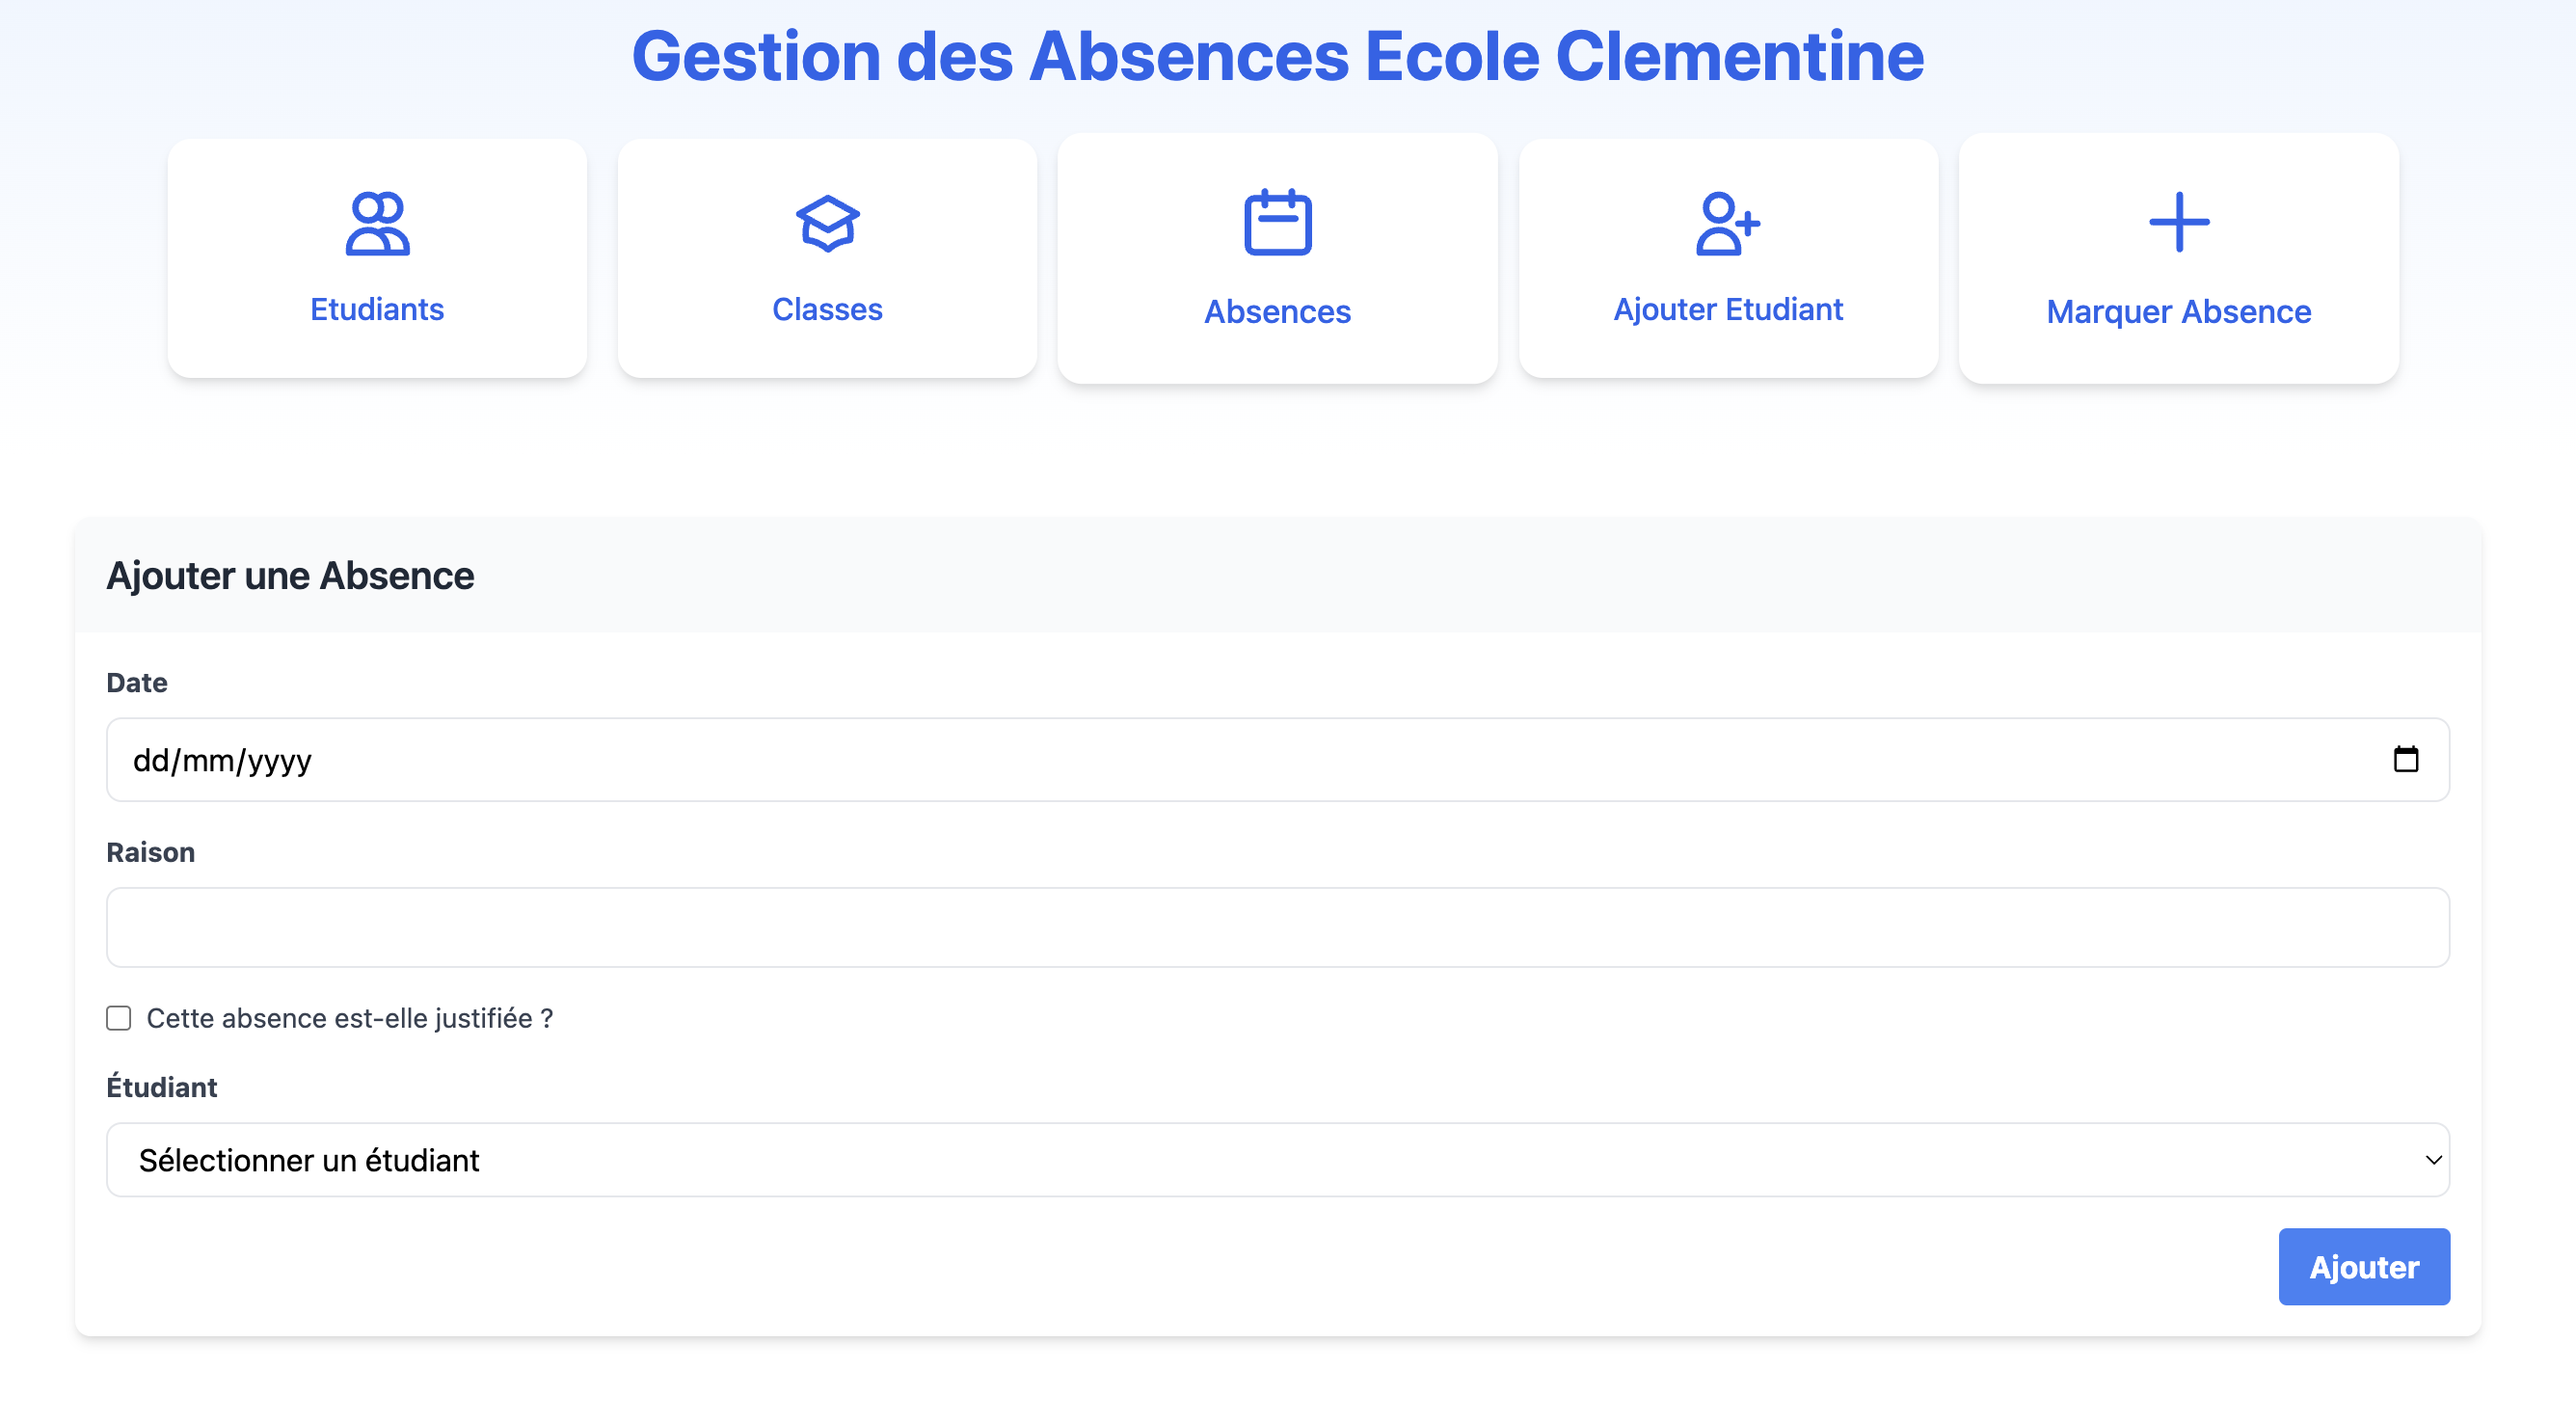 Gestion des Absences Ecole Clementine
Etudiants
Classes
Absences
Ajouter Etudiant
Marquer Absence
Ajouter une Absence
Date
dd/mm/yyyy
Raison
Cette absence est-elle justifiée ?
Étudiant
Sélectionner un étudiant
Ajouter